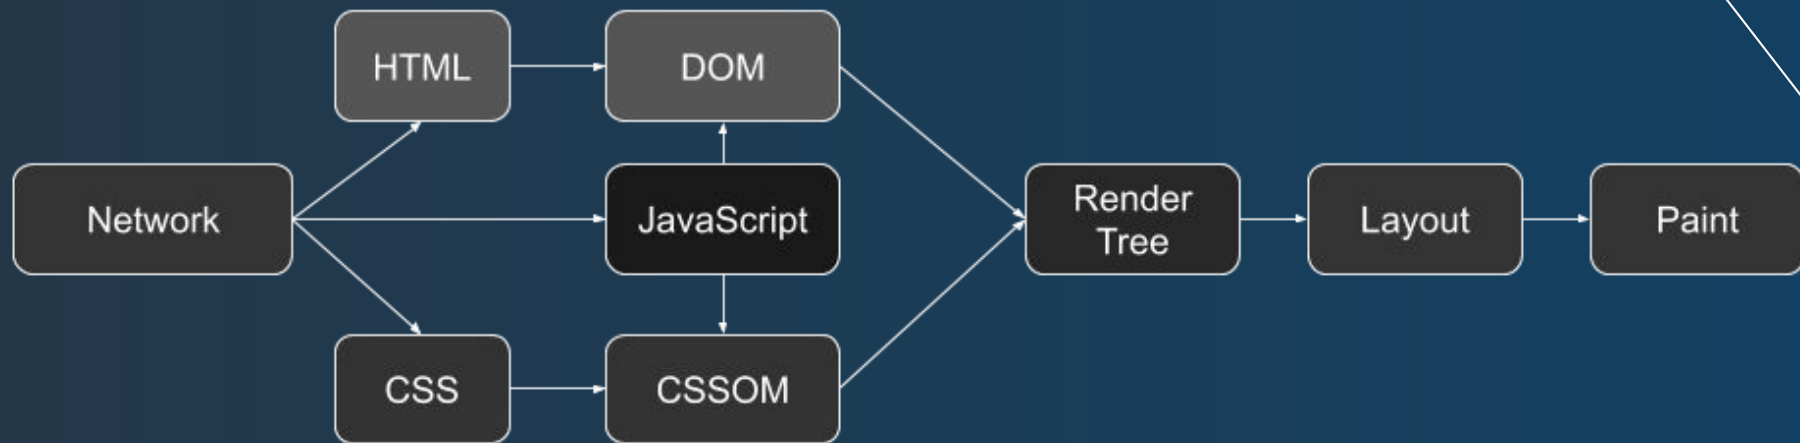 HTML
DOM
Network
JavaScript
Render
Tree
Layout
Paint
CSS
CSSOM